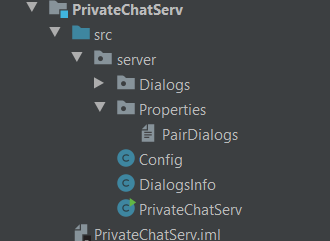 PrivateChatServ
src
server
Dialogs
Properties
PairDialogs
Config
DialogsInfo
PrivateChatServ
PrivateChatServ.iml